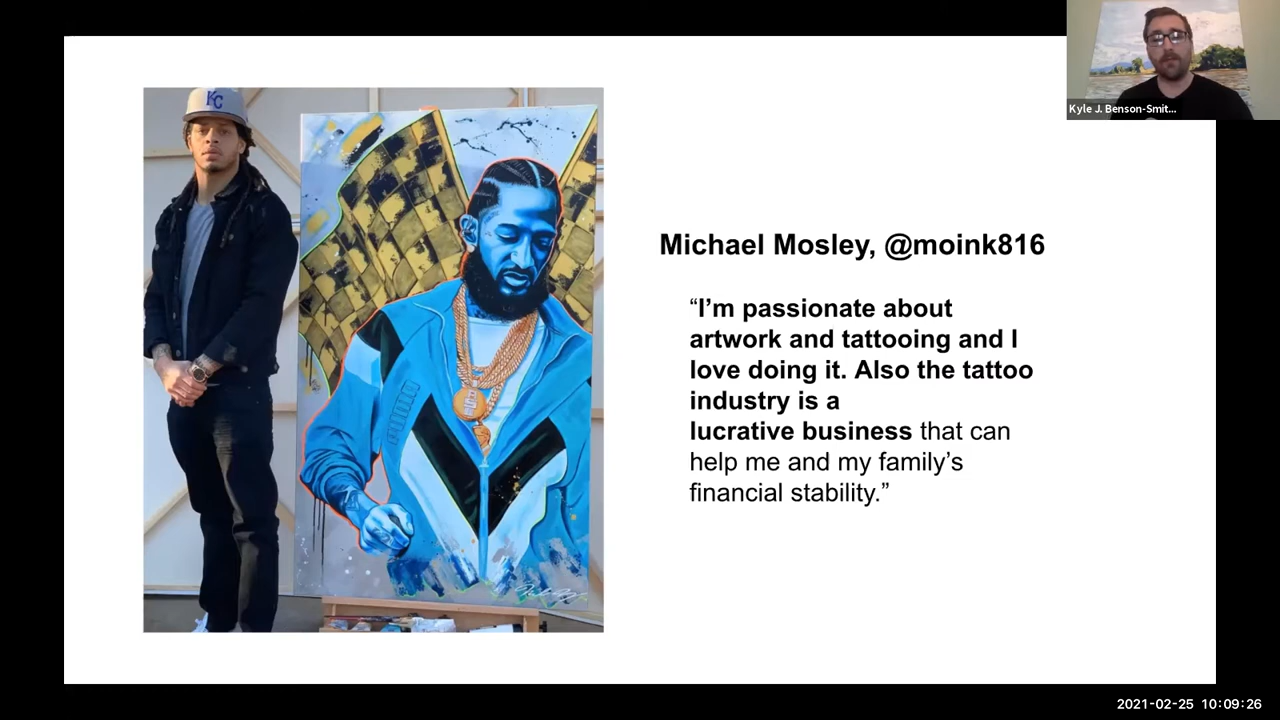 KC
Kyle J. Benson-Smit...
Michael Mosley, @moink816
“I’m passionate about
artwork and tattooing and I
love doing it. Also the tattoo
industry is a
lucrative business that can
help me and my family’s
financial stability.”
2021-02-25 10:09:26